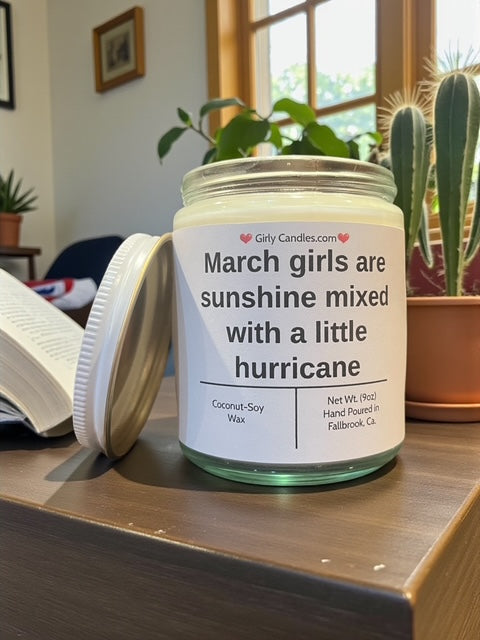 ❤ Girly Candles.com❤
March girls are
sunshine mixed
with a little
hurricane
Coconut-Soy
Wax
Net Wt. (9oz)
Hand Poured in
Fallbrook, Ca.